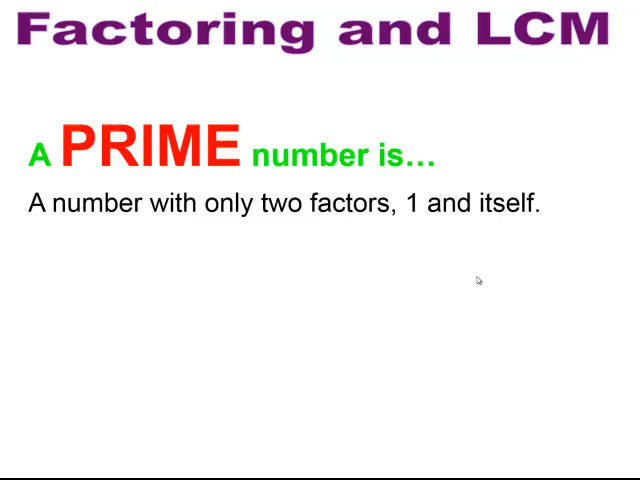 Factoring and LCM
A PRIME number is...
A number with only two factors, 1 and itself.